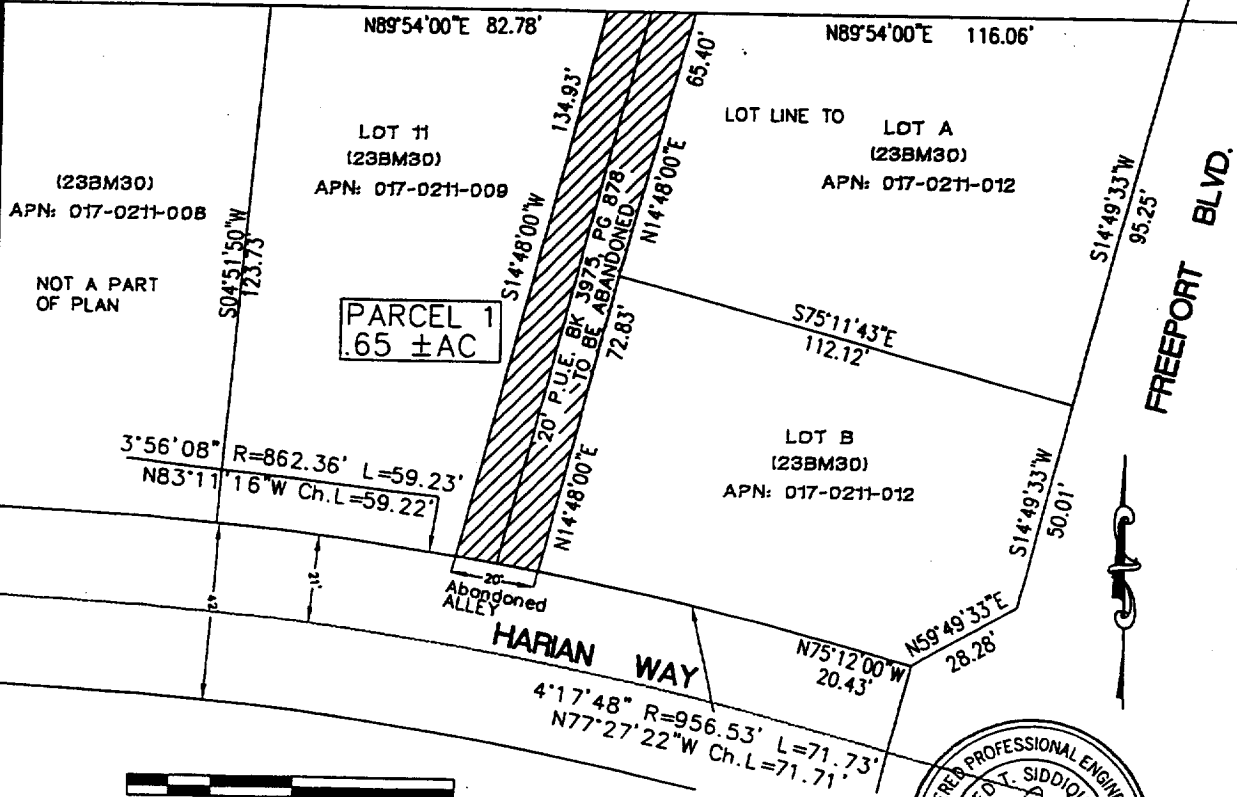 N89°54'00"E 82.78'
N89°54'00"E 116.06'
134.93'
65.40'
LOT 11
(23BM30)
APN: 017-0211-009
LOT LINE TO
LOT A
(23BM30)
APN: 017-0211-012
(23BM30)
APN: 017-0211-008
NOT A PART
OF PLAN
S04°51'50"W
123.73'
S14°48'00"W
20' P.U.E. BK 3975, PG 878
TO BE ABANDONED
N14°48'00"E
S14°49'33"W
95.25'
FREEPORT BLVD.
PARCEL 1
.65 ±AC
72.83'
S75°11'43"E
112.12'
LOT B
(23BM30)
APN: 017-0211-012
3°56'08" R=862.36' L=59.23'
N83°11'16"W Ch.L=59.22'
N14°48'00"E
S14°49'33"W
50.01'
42'
21'
20'
Abandoned
ALLEY
HARIAN WAY
N75°12'00"W
20.43'
N59°49'33"E
28.28'
4°17'48" R=956.53' L=71.73'
N77°27'22"W Ch.L=71.71'
PROFESSIONAL